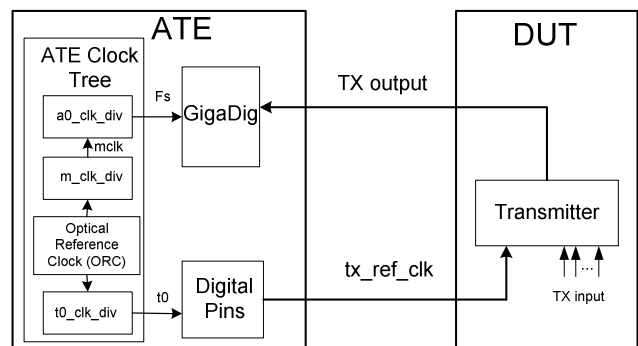 ATE
DUT
ATE Clock
Tree
a0_clk_div
mclk
m_clk_div
Optical
Reference
Clock (ORC)
t0_clk_div
Fs
GigaDig
t0
Digital
Pins
TX output
tx_ref_clk
Transmitter
...
TX input